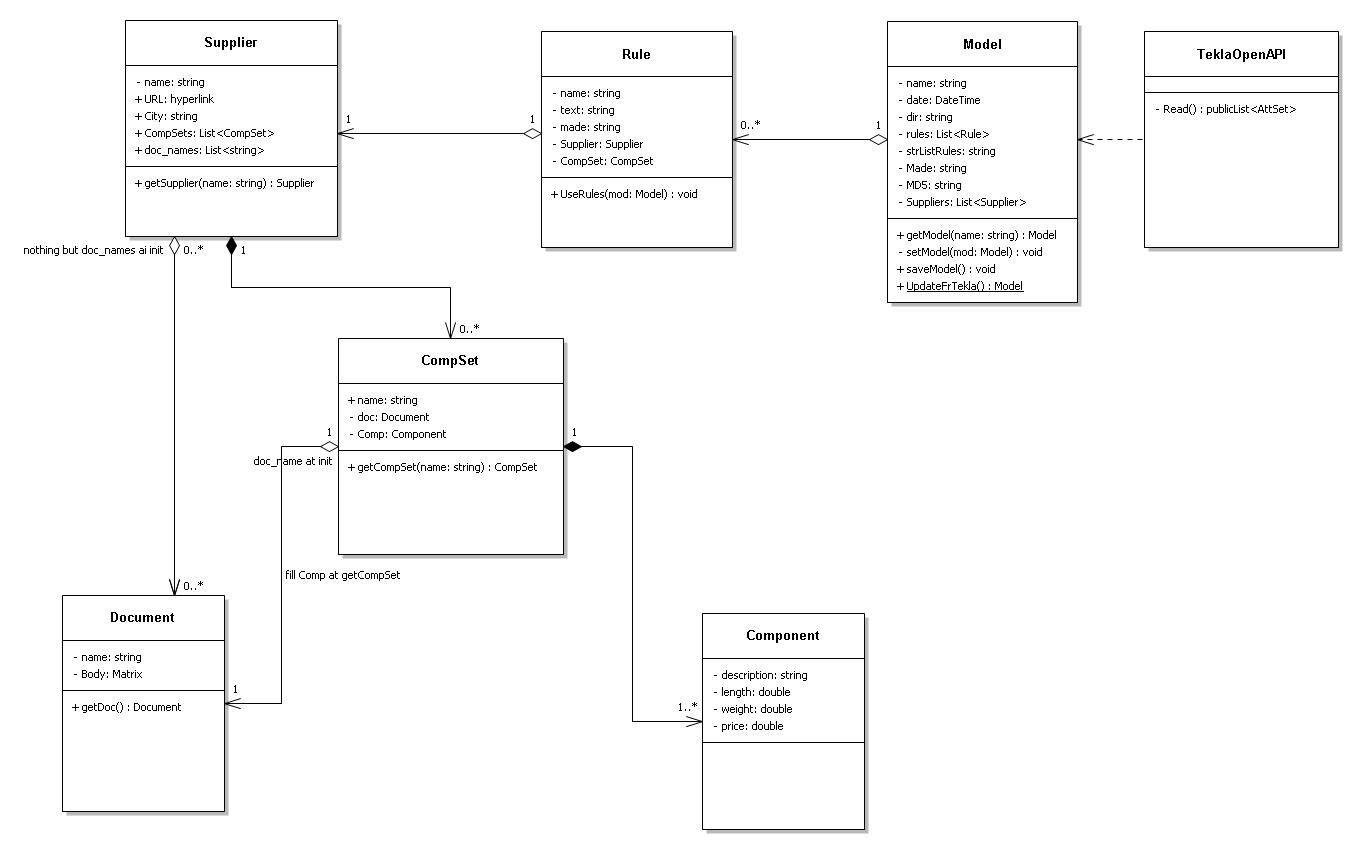 Supplier
- name: string
+ URL: hyperlink
+ City: string
+ CompSets: List<CompSet>
+ doc_names: List<string>
+ getSupplier(name: string) : Supplier
1
1
Rule
- name: string
- text: string
- made: string
- Supplier: Supplier
- CompSet: CompSet
+ UseRules(mod: Model) : void
0..*
1
Model
- name: string
- date: DateTime
- dir: string
- rules: List<Rule>
- strListRules: string
- Made: string
- MD5: string
- Suppliers: List<Supplier>
+ getModel(name: string) : Model
- setModel(mod: Model) : void
+ saveModel() : void
+ UpdateFrTekla() : Model
TeklaOpenAPI
- Read() : publicList<AttSet>
nothing but doc_names ai init
0..*
1
0..*
CompSet
+ name: string
- doc: Document
- Comp: Component
+ getCompSet(name: string) : CompSet
1
doc_name at init
1
fill Comp at getCompSet
0..*
Document
- name: string
- Body: Matrix
+ getDoc() : Document
1
1..*
Component
- description: string
- length: double
- weight: double
- price: double